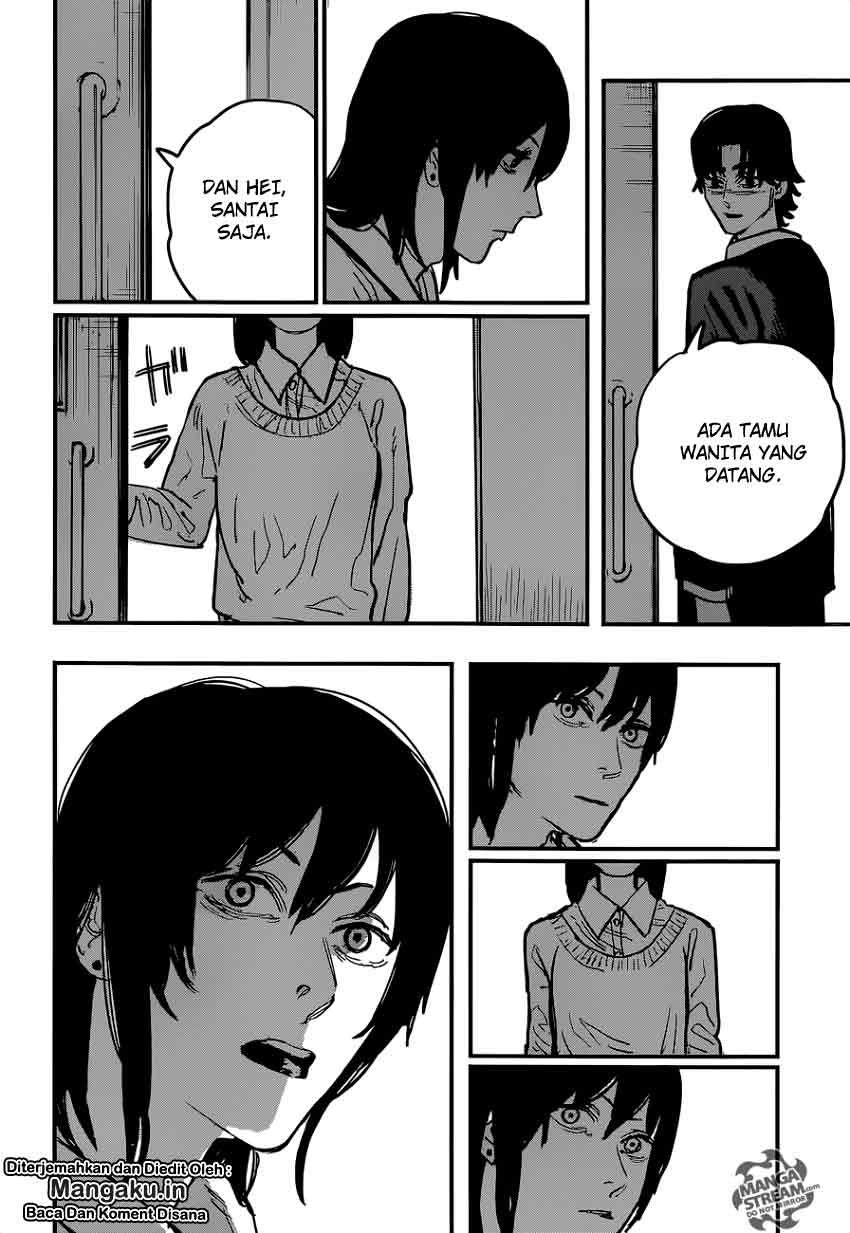 ADA TAMU
WANITA YANG
DATANG.
DAN HEI,
SANTAI
SAJA.
ガ
ラ
Diterjemahkan dan Diedit Oleh :
Mangaku.in
Baca Dan Koment Disana
MANGA
STREAM.com
DO NOT MIRROR